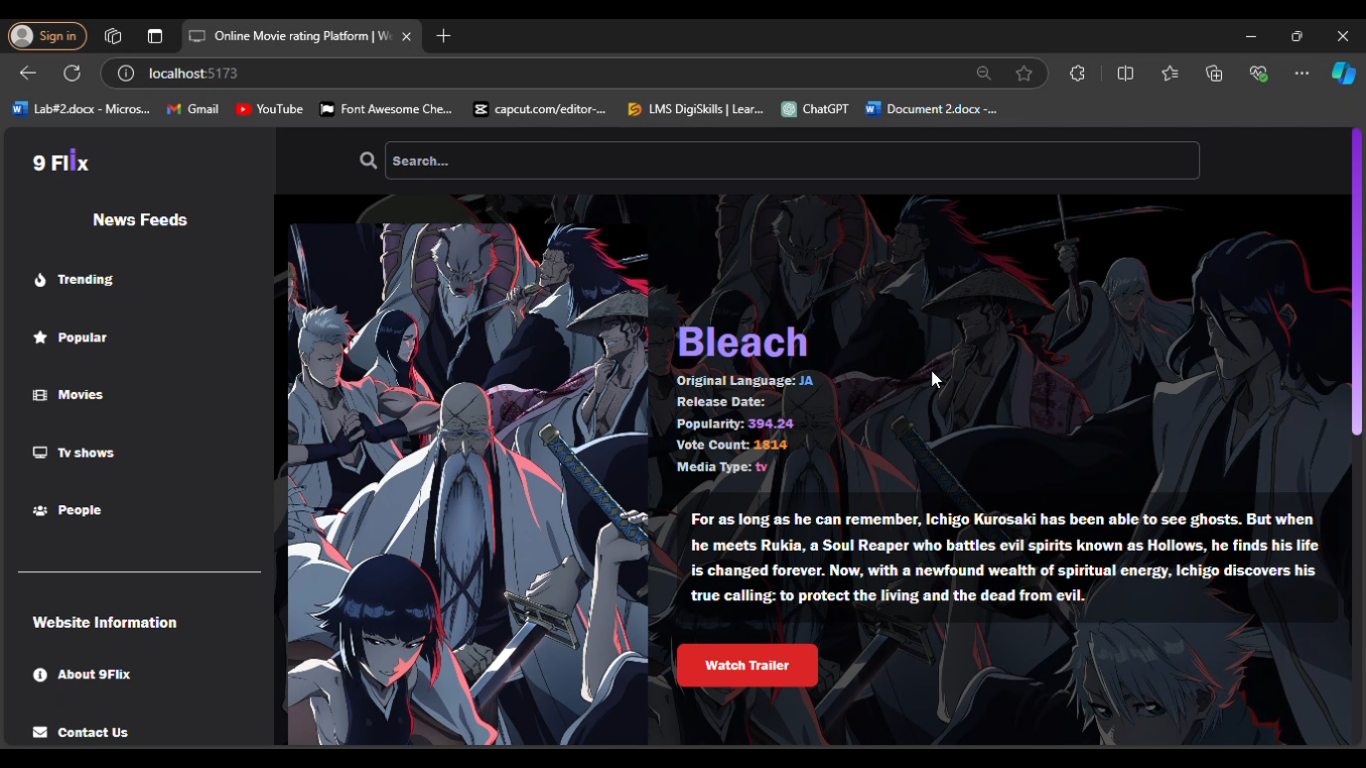 Sign in
Online Movie rating Platform | Wo
localhost:5173
Lab#2.docx - Micros...
Gmail
YouTube
Font Awesome Che...
capcut.com/editor-...
LMS DigiSkills | Lear...
ChatGPT
Document 2.docx -...
9 Flix
Search...
News Feeds
Trending
Popular
Movies
Tv shows
People
Website Information
About 9Flix
Contact Us
Bleach
Original Language: JA
Release Date:
Popularity: 394.24
Vote Count: 1814
Media Type: tv
For as long as he can remember, Ichigo Kurosaki has been able to see ghosts. But when
he meets Rukia, a Soul Reaper who battles evil spirits known as Hollows, he finds his life
is changed forever. Now, with a newfound wealth of spiritual energy, Ichigo discovers his
true calling: to protect the living and the dead from evil.
Watch Trailer